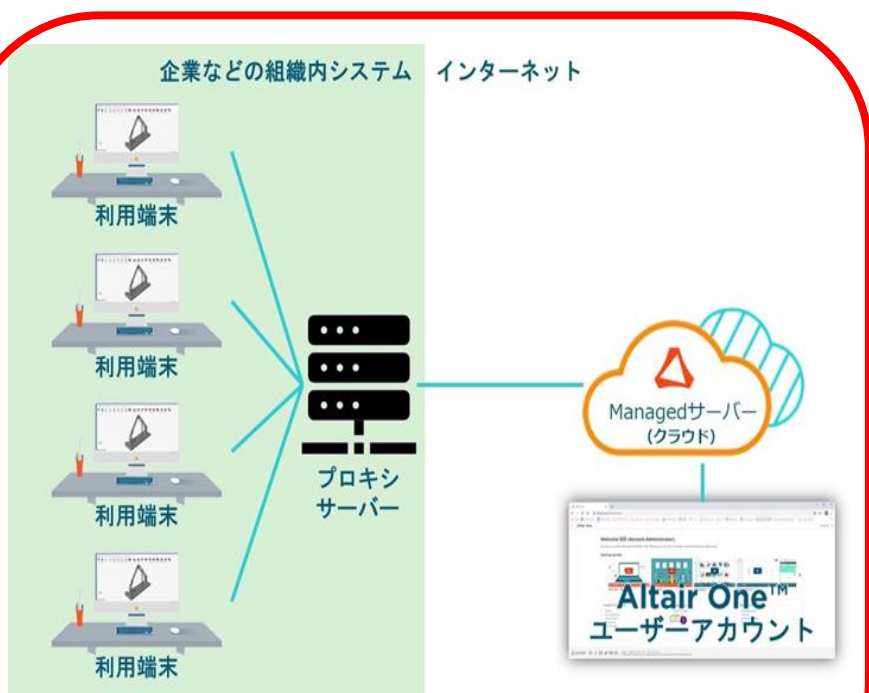 企業などの組織内システム
インターネット
利用端末
利用端末
利用端末
利用端末
プロキシ
サーバー
Managedサーバー
(クラウド)
Altair One™
ユーザーアカウント